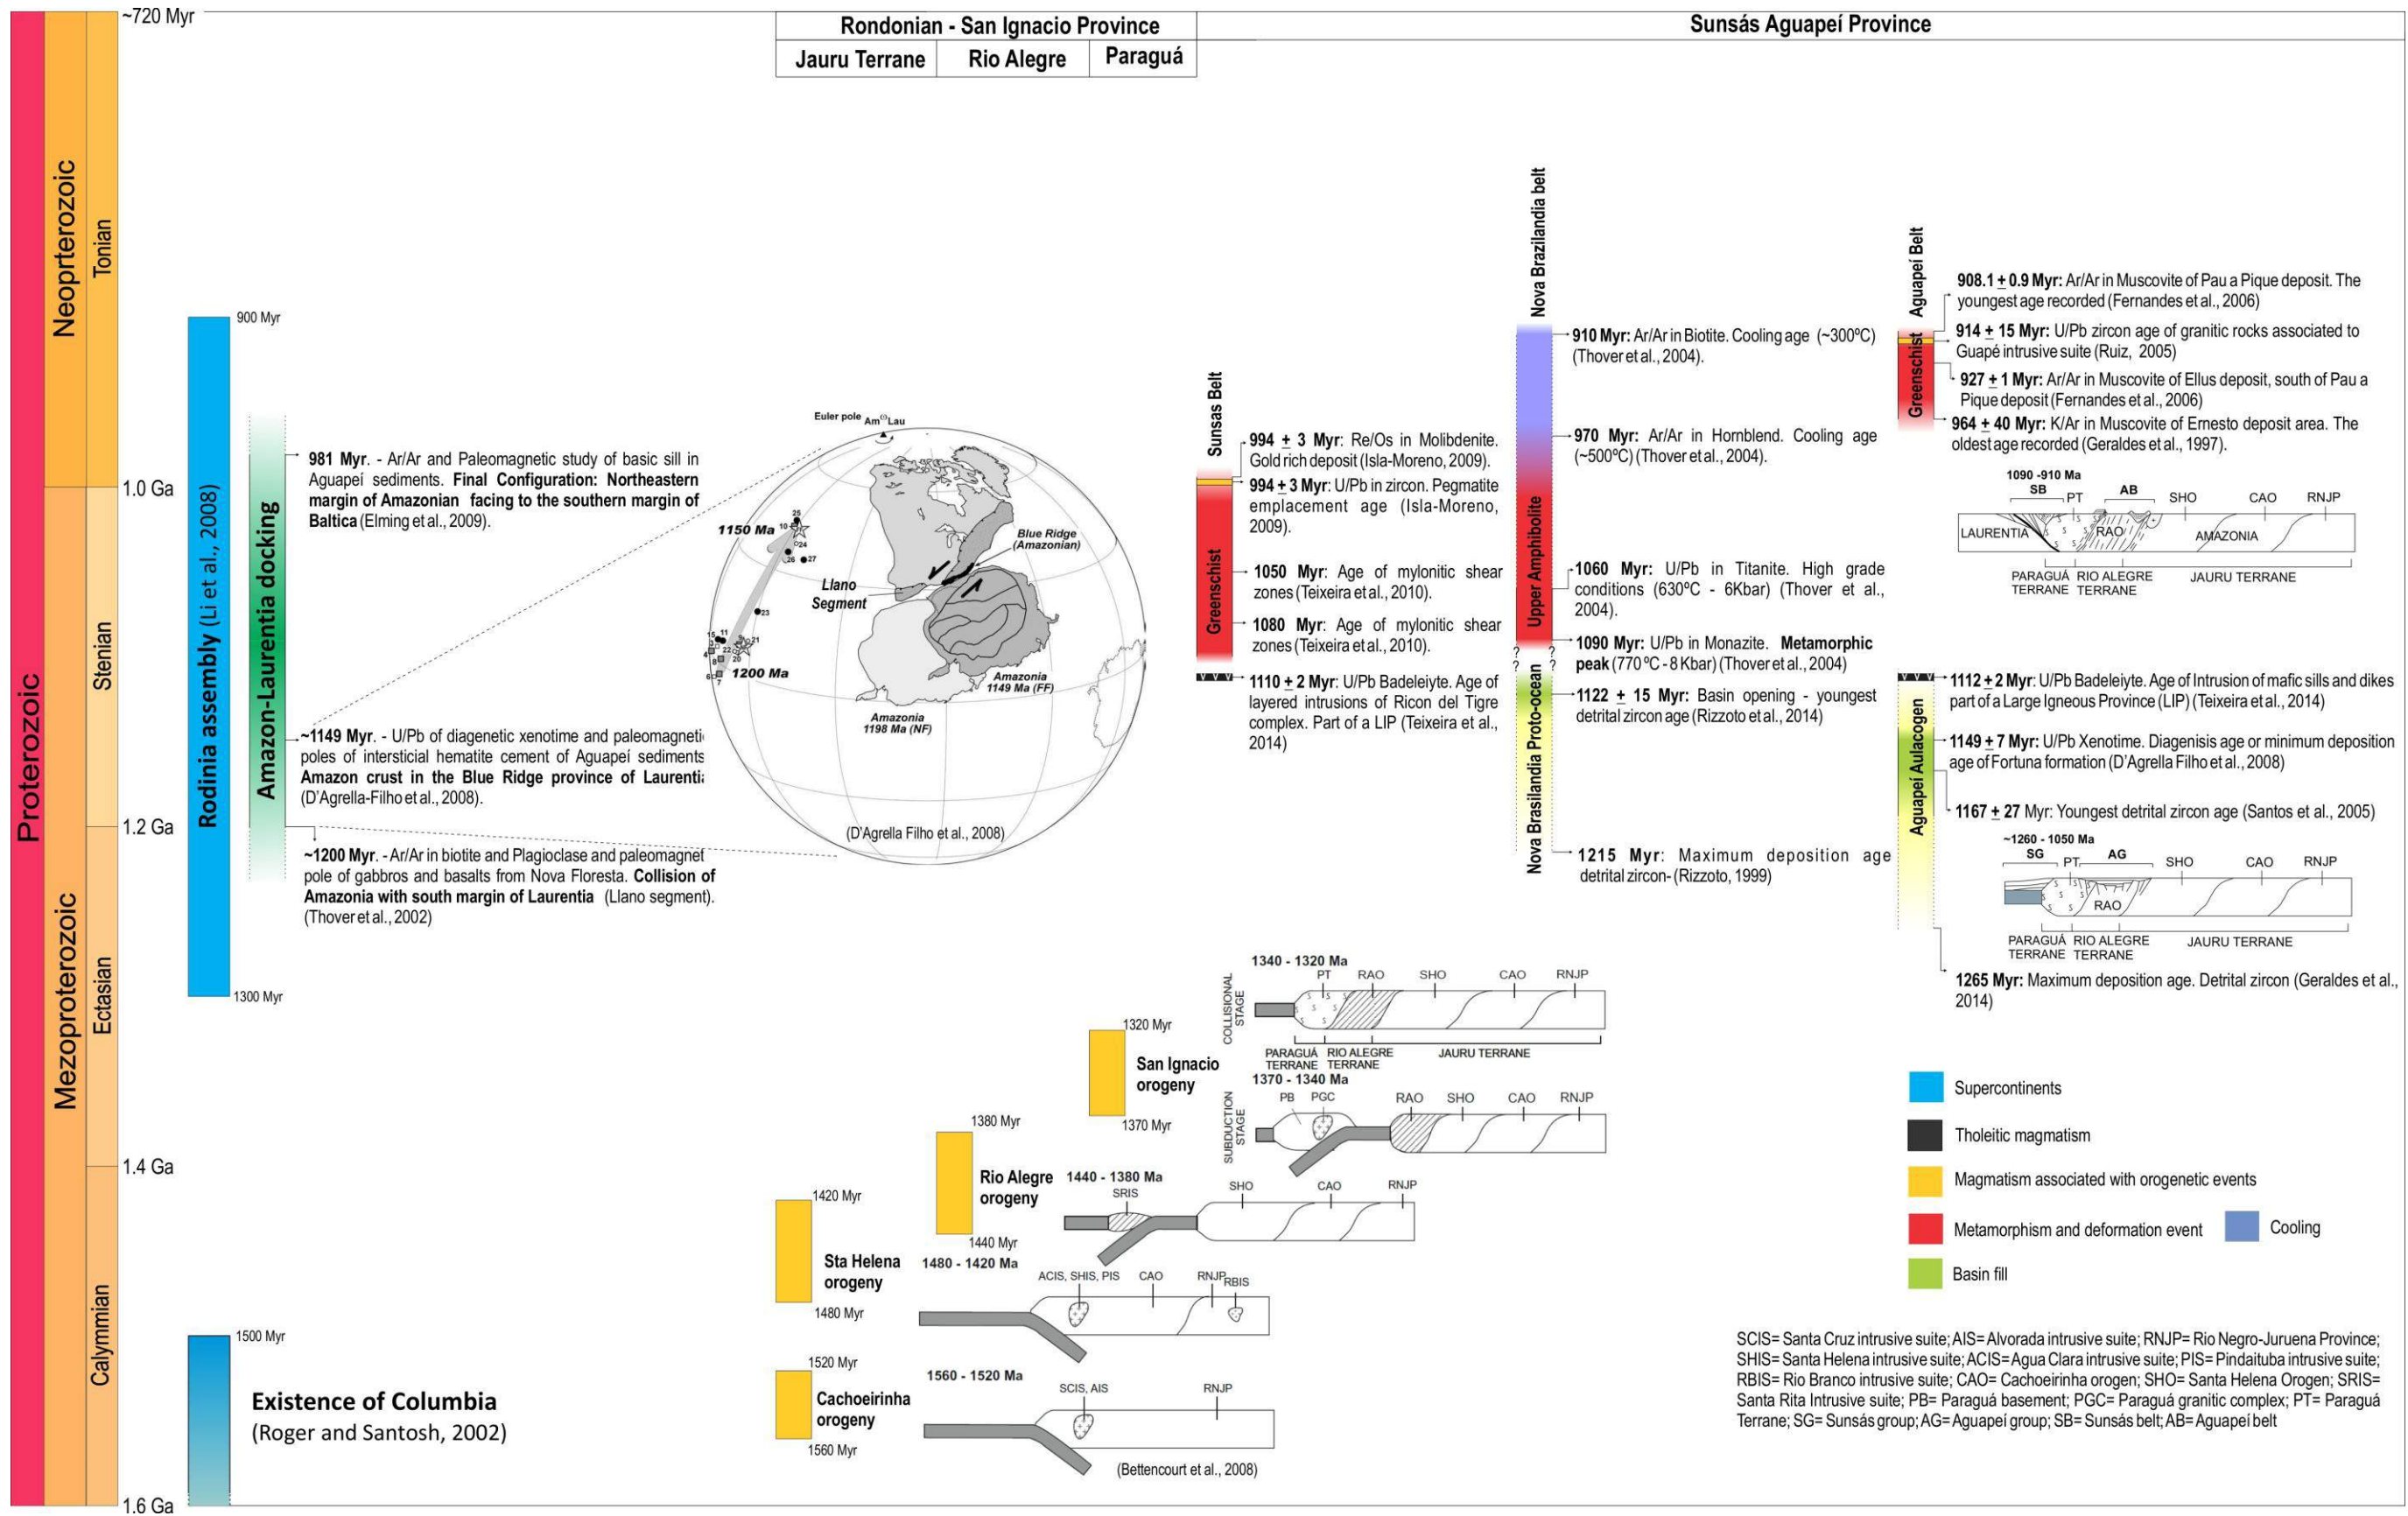 ~720 Myr
Rondonian - San Ignacio Province
Sunsás Aguapeí Province
Jauru Terrane
Rio Alegre
Paraguá
Proterozoic
Neoprterozoic
Mezoproterozoic
Tonian
Stenian
Ectasian
Calymmian
1.0 Ga
1.2 Ga
1.4 Ga
1.6 Ga
900 Myr
Rodinia assembly (Li et al., 2008)
1300 Myr
Amazon-Laurentia docking
981 Myr. - Ar/Ar and Paleomagnetic study of basic sill in
Aguapeí sediments. Final Configuration: Northeastern
margin of Amazonian facing to the southern margin of
Baltica (Elming et al., 2009).
~1149 Myr. - U/Pb of diagenetic xenotime and paleomagneti
poles of intersticial hematite cement of Aguapeí sediments
Amazon crust in the Blue Ridge province of Laurenti
(D'Agrella-Filho et al., 2008).
~1200 Myr. - Ar/Ar in biotite and Plagioclase and paleomagnet
pole of gabbros and basalts from Nova Floresta. Collision of
Amazonia with south margin of Laurentia (Llano segment).
(Thover et al., 2002)
1500 Myr
Existence of Columbia
(Roger and Santosh, 2002)
Euler pole Am Lau
1150 Ma
25
10
24
26
27
23
15
11
3
4
8
22
20
21
6
7
1200 Ma
Llano
Segment
Blue Ridge
(Amazonian)
Amazonia
1149 Ma (FF)
Amazonia
1198 Ma (NF)
(D'Agrella Filho et al., 2008)
Sunsas Belt
Greenschist
994 + 3 Myr: Re/Os in Molibdenite.
Gold rich deposit (Isla-Moreno, 2009).
994 + 3 Myr: U/Pb in zircon. Pegmatite
emplacement age (Isla-Moreno,
2009).
1050 Myr: Age of mylonitic shear
zones (Teixeira et al., 2010).
1080 Myr: Age of mylonitic shear
zones (Teixeira et al., 2010).
V V V
1110 + 2 Myr: U/Pb Badeleiyte. Age of
layered intrusions of Ricon del Tigre
complex. Part of a LIP (Teixeira et al.,
2014)
Nova Brazilandia belt
Upper Amphibolite
? ?
? ?
Nova Brasilandia Proto-ocean
910 Myr: Ar/Ar in Biotite. Cooling age (~300ºC)
(Thover et al., 2004).
970 Myr: Ar/Ar in Hornblend. Cooling age
(~500ºC) (Thover et al., 2004).
1060 Myr: U/Pb in Titanite. High grade
conditions (630ºC - 6Kbar) (Thover et al.,
2004).
1090 Myr: U/Pb in Monazite. Metamorphic
peak (770 ºC - 8 Kbar) (Thover et al., 2004)
1122 + 15 Myr: Basin opening - youngest
detrital zircon age (Rizzoto et al., 2014)
1215 Myr: Maximum deposition age
detrital zircon- (Rizzoto, 1999)
Aguapeí Belt
Greenschist
908.1 + 0.9 Myr: Ar/Ar in Muscovite of Pau a Pique deposit. The
youngest age recorded (Fernandes et al., 2006)
914 + 15 Myr: U/Pb zircon age of granitic rocks associated to
Guapé intrusive suite (Ruiz, 2005)
927 + 1 Myr: Ar/Ar in Muscovite of Ellus deposit, south of Pau a
Pique deposit (Fernandes et al., 2006)
964 + 40 Myr: K/Ar in Muscovite of Ernesto deposit area. The
oldest age recorded (Geraldes et al., 1997).
1090 -910 Ma
SB PT AB SHO CAO RNJP
LAURENTIA S S S S RAO + AMAZONIA
PARAGUÁ RIO ALEGRE JAURU TERRANE
TERRANE TERRANE
V V V
Aguapeí Aulacogen
1112 + 2 Myr: U/Pb Badeleiyte. Age of Intrusion of mafic sills and dikes
part of a Large Igneous Province (LIP) (Teixeira et al., 2014)
1149 + 7 Myr: U/Pb Xenotime. Diagenisis age or minimum deposition
age of Fortuna formation (D'Agrella Filho et al., 2008)
1167 + 27 Myr: Youngest detrital zircon age (Santos et al., 2005)
~1260 - 1050 Ma
SG PT AG SHO CAO RNJP
S S S S S RAO
PARAGUÁ RIO ALEGRE JAURU TERRANE
TERRANE TERRANE
1265 Myr: Maximum deposition age. Detrital zircon (Geraldes et al.,
2014)
1340 - 1320 Ma
COLLISIONAL
STAGE
PT RAO SHO CAO RNJP
S S S S S S
PARAGUÁ RIO ALEGRE JAURU TERRANE
TERRANE TERRANE
1320 Myr
San Ignacio
orogeny
1370 Myr
1370 - 1340 Ma
SUBDUCTION
STAGE
PB PGC RAO SHO CAO RNJP
1380 Myr
Rio Alegre
orogeny
1440 Myr
1440 - 1380 Ma
SRIS SHO CAO RNJP
1420 Myr
Sta Helena
orogeny
1480 Myr
1480 - 1420 Ma
ACIS, SHIS, PIS CAO RNJP RBIS
1520 Myr
Cachoeirinha
orogeny
1560 Myr
1560 - 1520 Ma
SCIS, AIS RNJP
(Bettencourt et al., 2008)
Supercontinents
Tholeitic magmatism
Magmatism associated with orogenetic events
Metamorphism and deformation event
Cooling
Basin fill
SCIS= Santa Cruz intrusive suite; AIS= Alvorada intrusive suite; RNJP= Rio Negro-Juruena Province;
SHIS= Santa Helena intrusive suite; ACIS= Agua Clara intrusive suite; PIS= Pindaituba intrusive suite;
RBIS= Rio Branco intrusive suite; CAO= Cachoeirinha orogen; SHO= Santa Helena Orogen; SRIS=
Santa Rita Intrusive suite; PB= Paraguá basement; PGC= Paraguá granitic complex; PT= Paraguá
Terrane; SG= Sunsás group; AG= Aguapeí group; SB= Sunsás belt; AB= Aguapeí belt